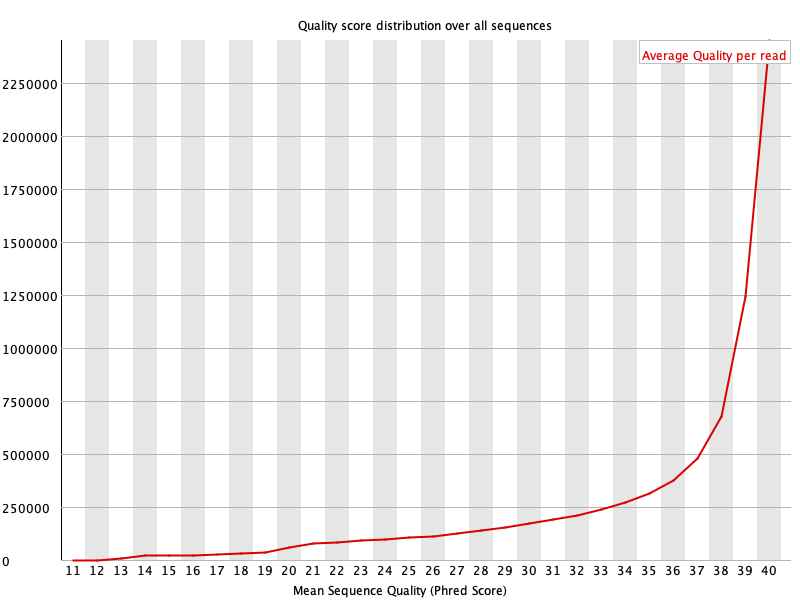 Quality score distribution over all sequences
Average Quality per read
2250000
2000000
1750000
1500000
1250000
1000000
750000
500000
250000
0
11 12 13 14 15 16 17 18 19 20 21 22 23 24 25 26 27 28 29 30 31 32 33 34 35 36 37 38 39 40
Mean Sequence Quality (Phred Score)